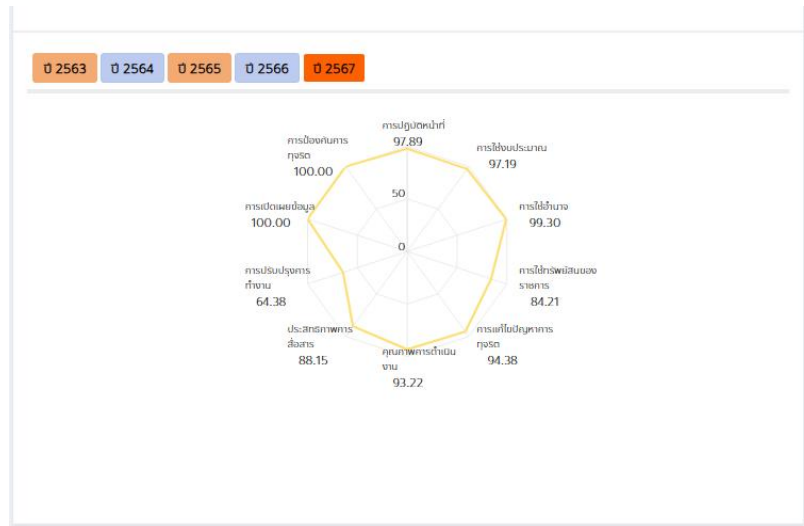 ปี 2563
ปี 2564
ปี 2565
ปี 2566
ปี 2567
การปฏิบัติหน้าที่
97.89
การใช้งบประมาณ
97.19
การใช้อำนาจ
99.30
การใช้ทรัพย์สินของ
ราชการ
84.21
การแก้ไขปัญหาการ
ทุจริต
94.38
คุณภาพการดำเนิน
งาน
93.22
ประสิทธิภาพการ
สื่อสาร
88.15
การปรับปรุงการ
ทำงาน
64.38
การเปิดเผยข้อมูล
100.00
การป้องกันการ
ทุจริต
100.00
50
0